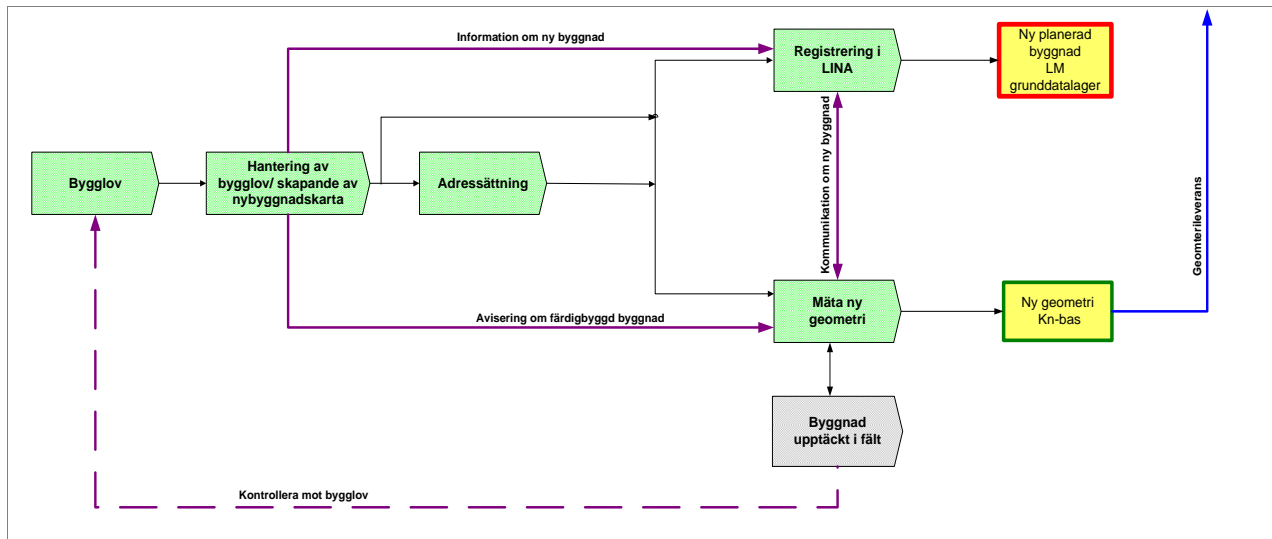 Information om ny byggnad
Registrering i
LINA
Ny planerad
byggnad
LM
grunddatalager
Kommunikation om ny byggnad
Geomterileverans
Bygglov
Hantering av
bygglov/ skapande av
nybyggnadskarta
Adressättning
Avisering om färdigbyggd byggnad
Mäta ny
geometri
Ny geometri
Kn-bas
Byggnad
upptäckt i fält
Kontrollera mot bygglov